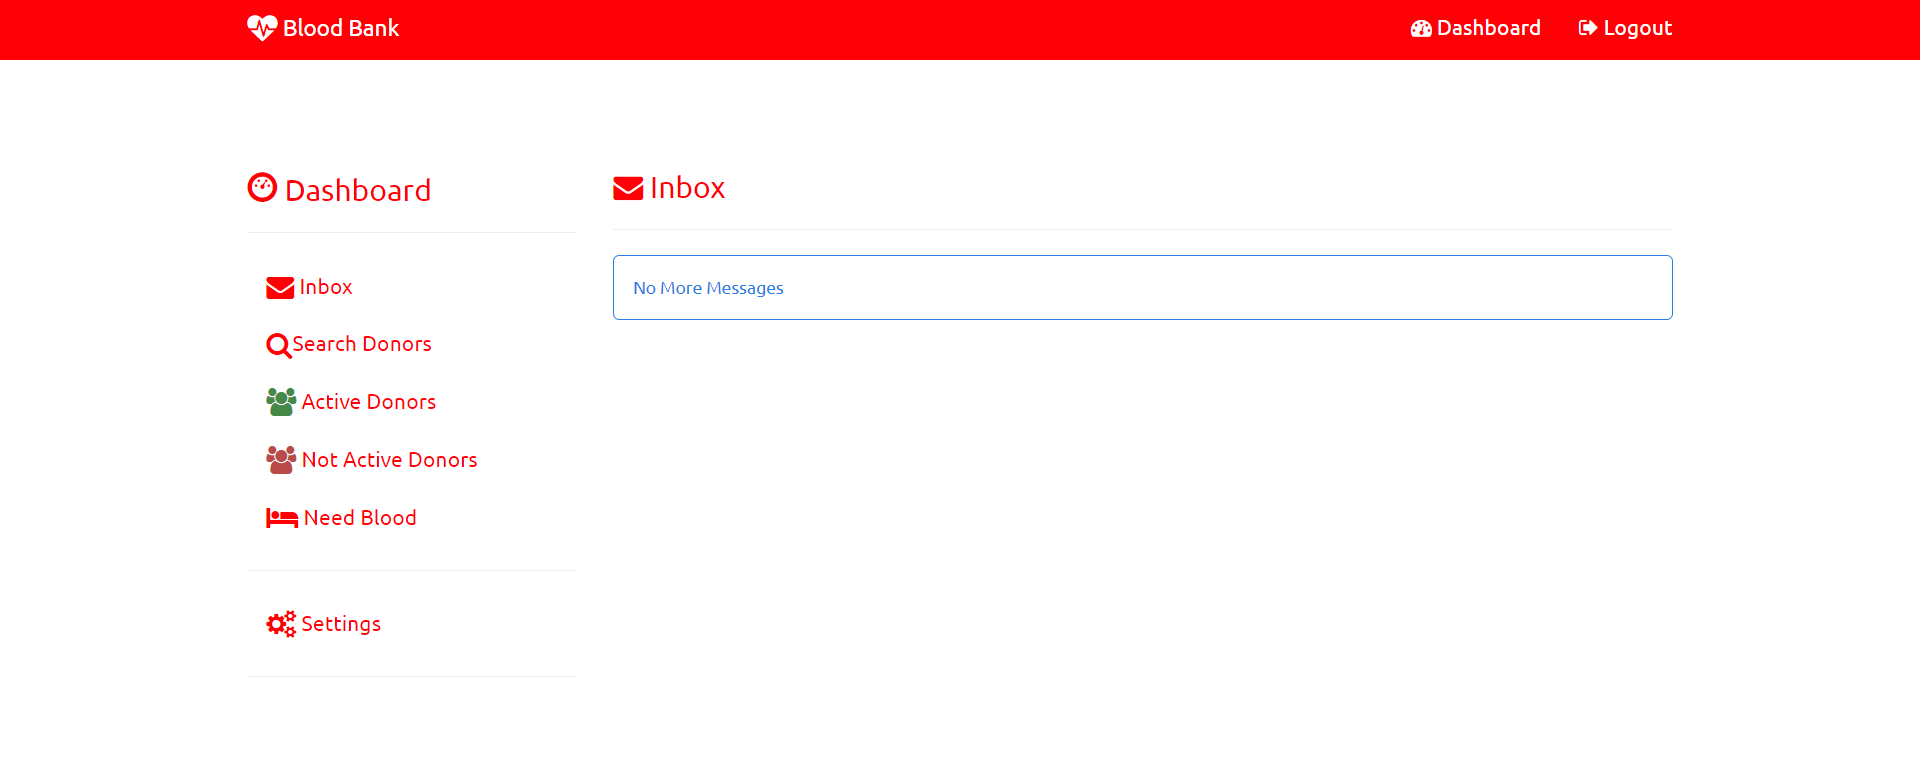 Blood Bank
Dashboard
Logout
Dashboard
Inbox
Search Donors
Active Donors
Not Active Donors
Need Blood
Settings
Inbox
No More Messages